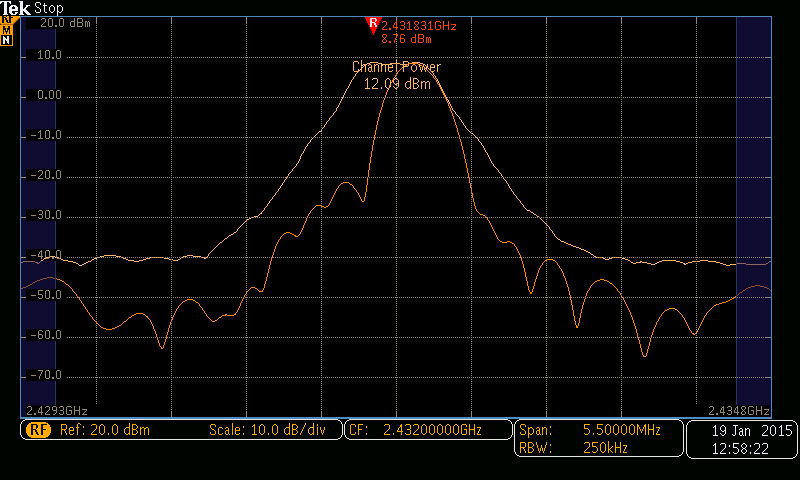 Tek Stop
R
M
N
20.0 dBm
R 2.431831GHz
8.76 dBm
10.0
Channel Power
12.09 dBm
0.00
-10.0
-20.0
-30.0
-40.0
-50.0
-60.0
-70.0
2.4293GHz 2.4348GHz
RF Ref: 20.0 dBm Scale: 10.0 dB/div CF: 2.43200000GHz Span: 5.50000MHz
RBW: 250kHz
19 Jan 2015
12:58:22